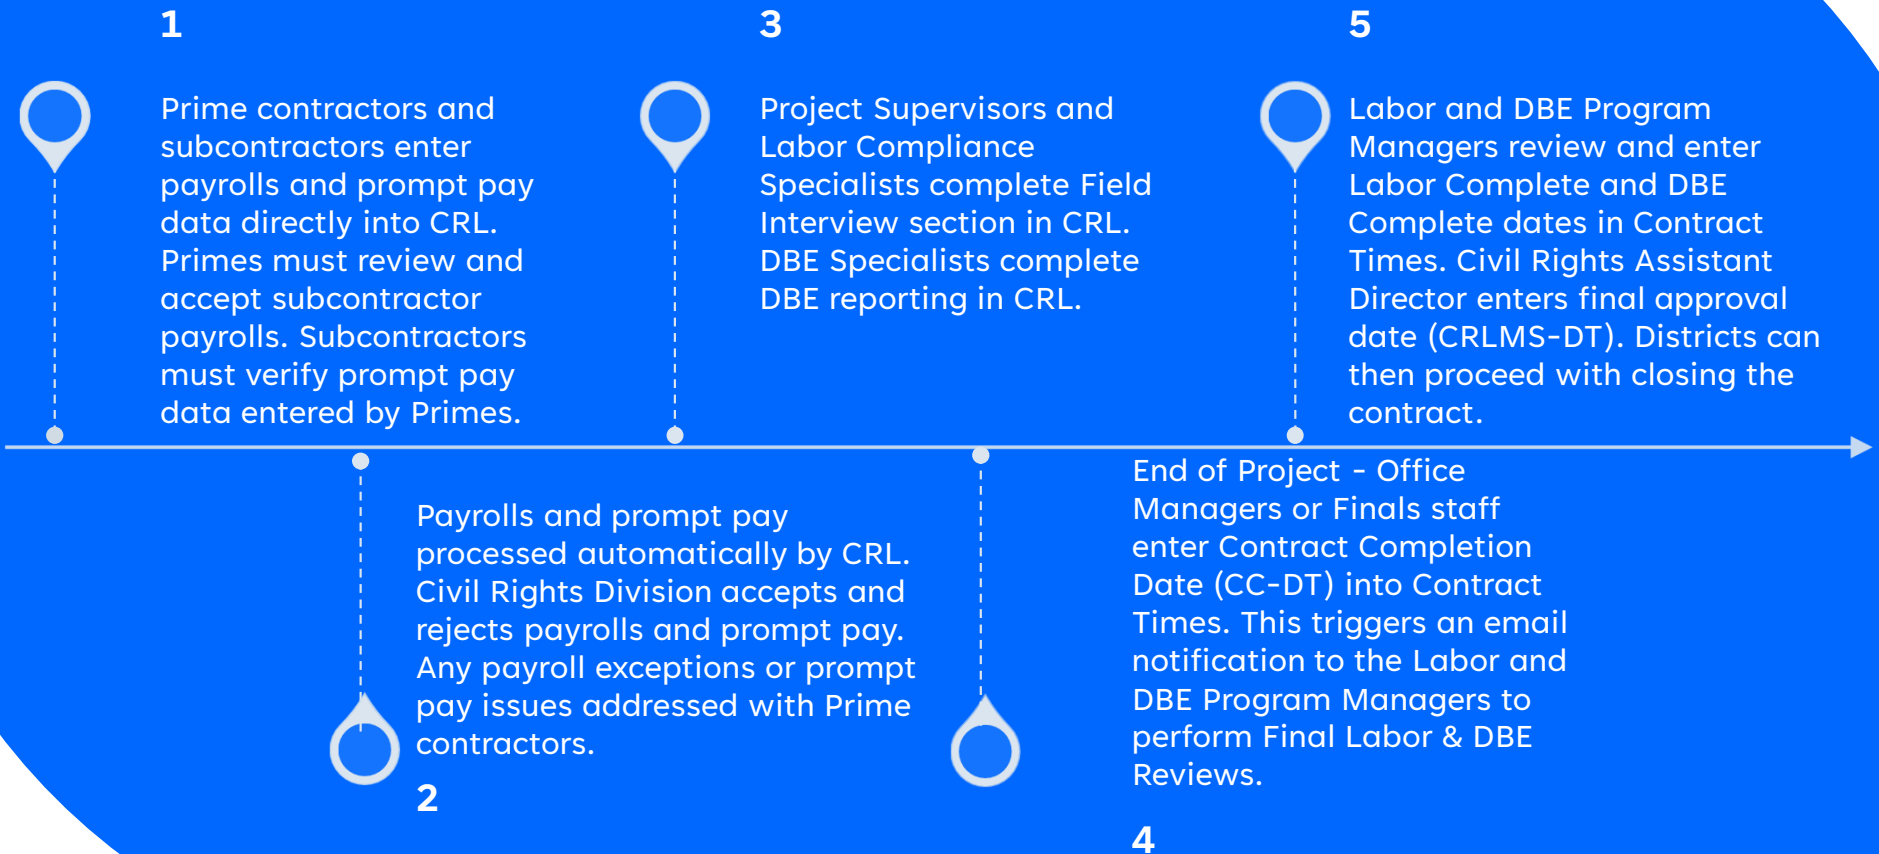 1
Prime contractors and
subcontractors enter
payrolls and prompt pay
data directly into CRL.
Primes must review and
accept subcontractor
payrolls. Subcontractors
must verify prompt pay
data entered by Primes.
Payrolls and prompt pay
processed automatically by CRL.
Civil Rights Division accepts and
rejects payrolls and prompt pay.
Any payroll exceptions or prompt
pay issues addressed with Prime
contractors.
2
3
Project Supervisors and
Labor Compliance
Specialists complete Field
Interview section in CRL.
DBE Specialists complete
DBE reporting in CRL.
End of Project - Office
Managers or Finals staff
enter Contract Completion
Date (CC-DT) into Contract
Times. This triggers an email
notification to the Labor and
DBE Program Managers to
perform Final Labor & DBE
Reviews.
4
5
Labor and DBE Program
Managers review and enter
Labor Complete and DBE
Complete dates in Contract
Times. Civil Rights Assistant
Director enters final approval
date (CRLMS-DT). Districts can
then proceed with closing the
contract.